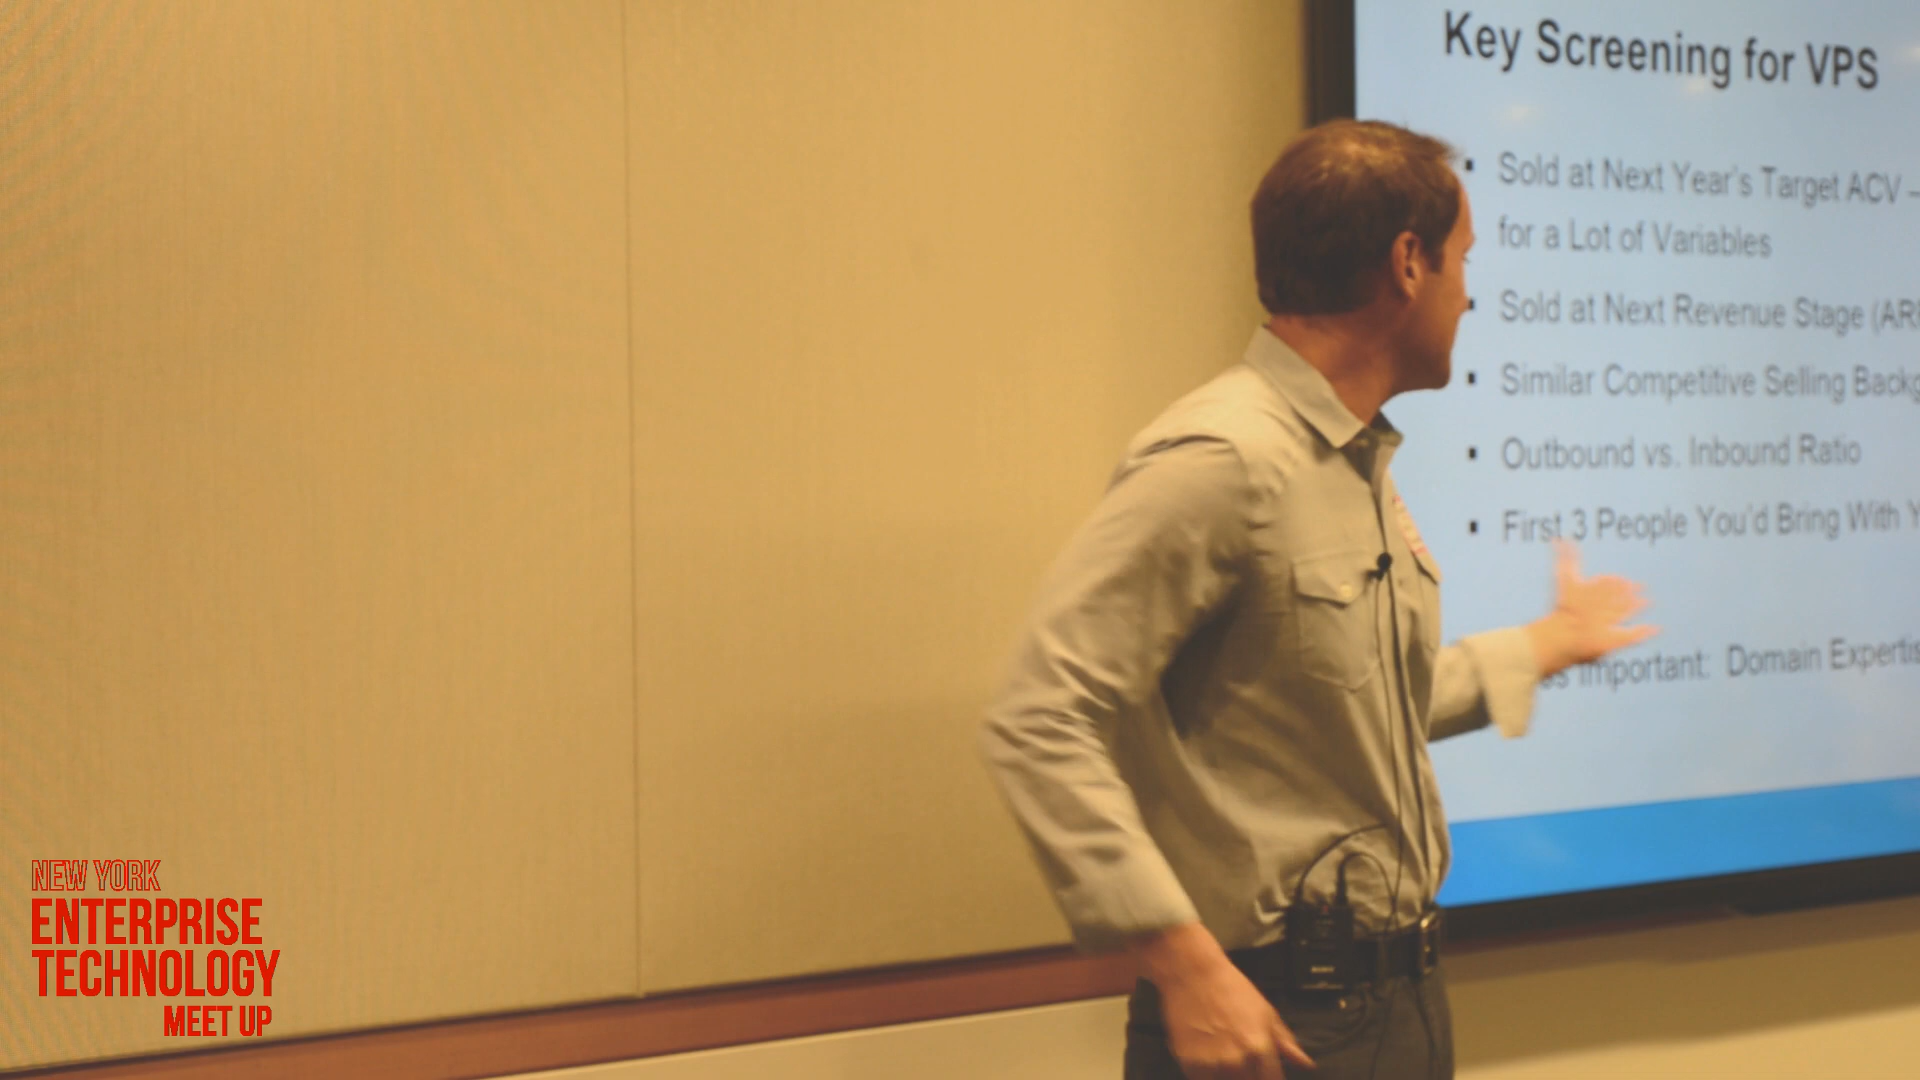 Key Screening for VPS
Sold at Next Year's Target ACV –
for a Lot of Variables
Sold at Next Revenue Stage
Similar Competitive Selling
Outbound vs. Inbound Ratio
First 3 People You'd Bring With
Important: Domain
NEW YORK
ENTERPRISE
TECHNOLOGY
MEET UP